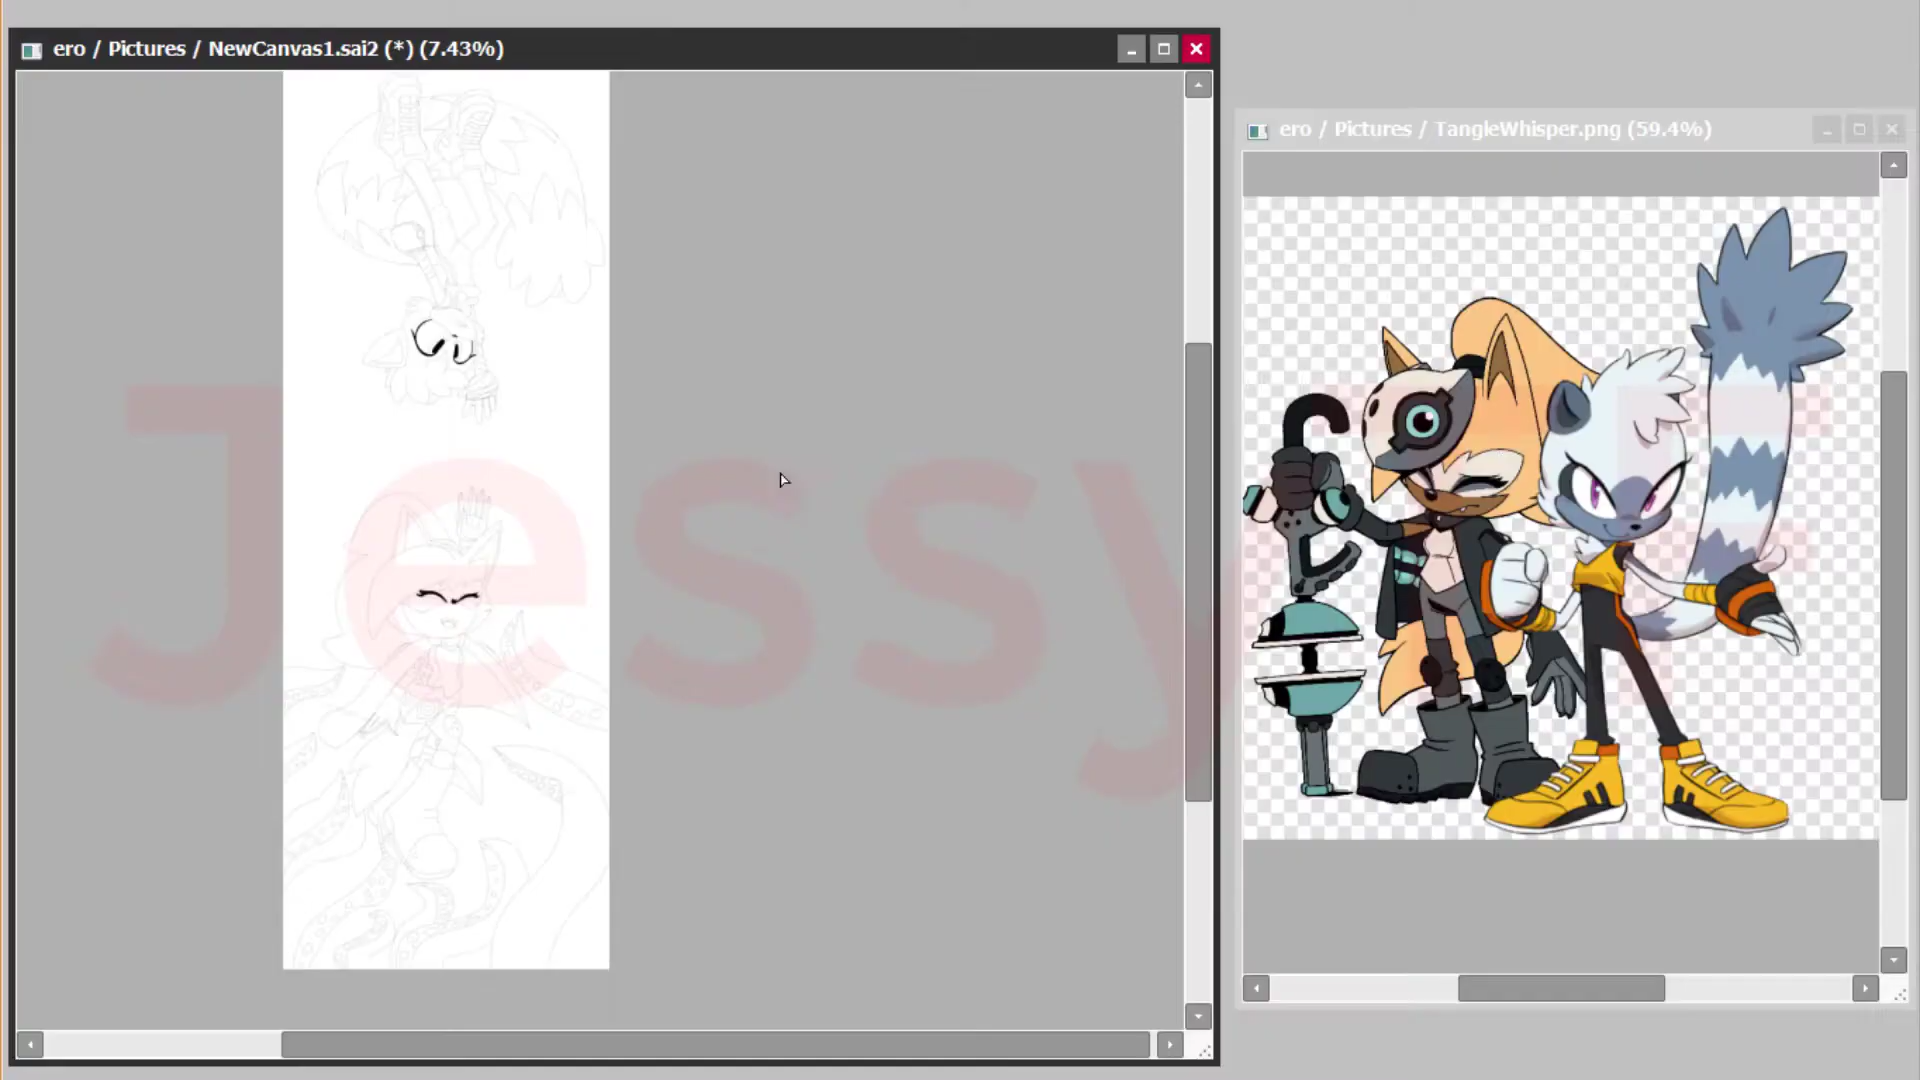 ero / Pictures / NewCanvas1.sai2 (*) (7.43%)
ero / Pictures / TangleWhisper.png (59.4%)
Jessy